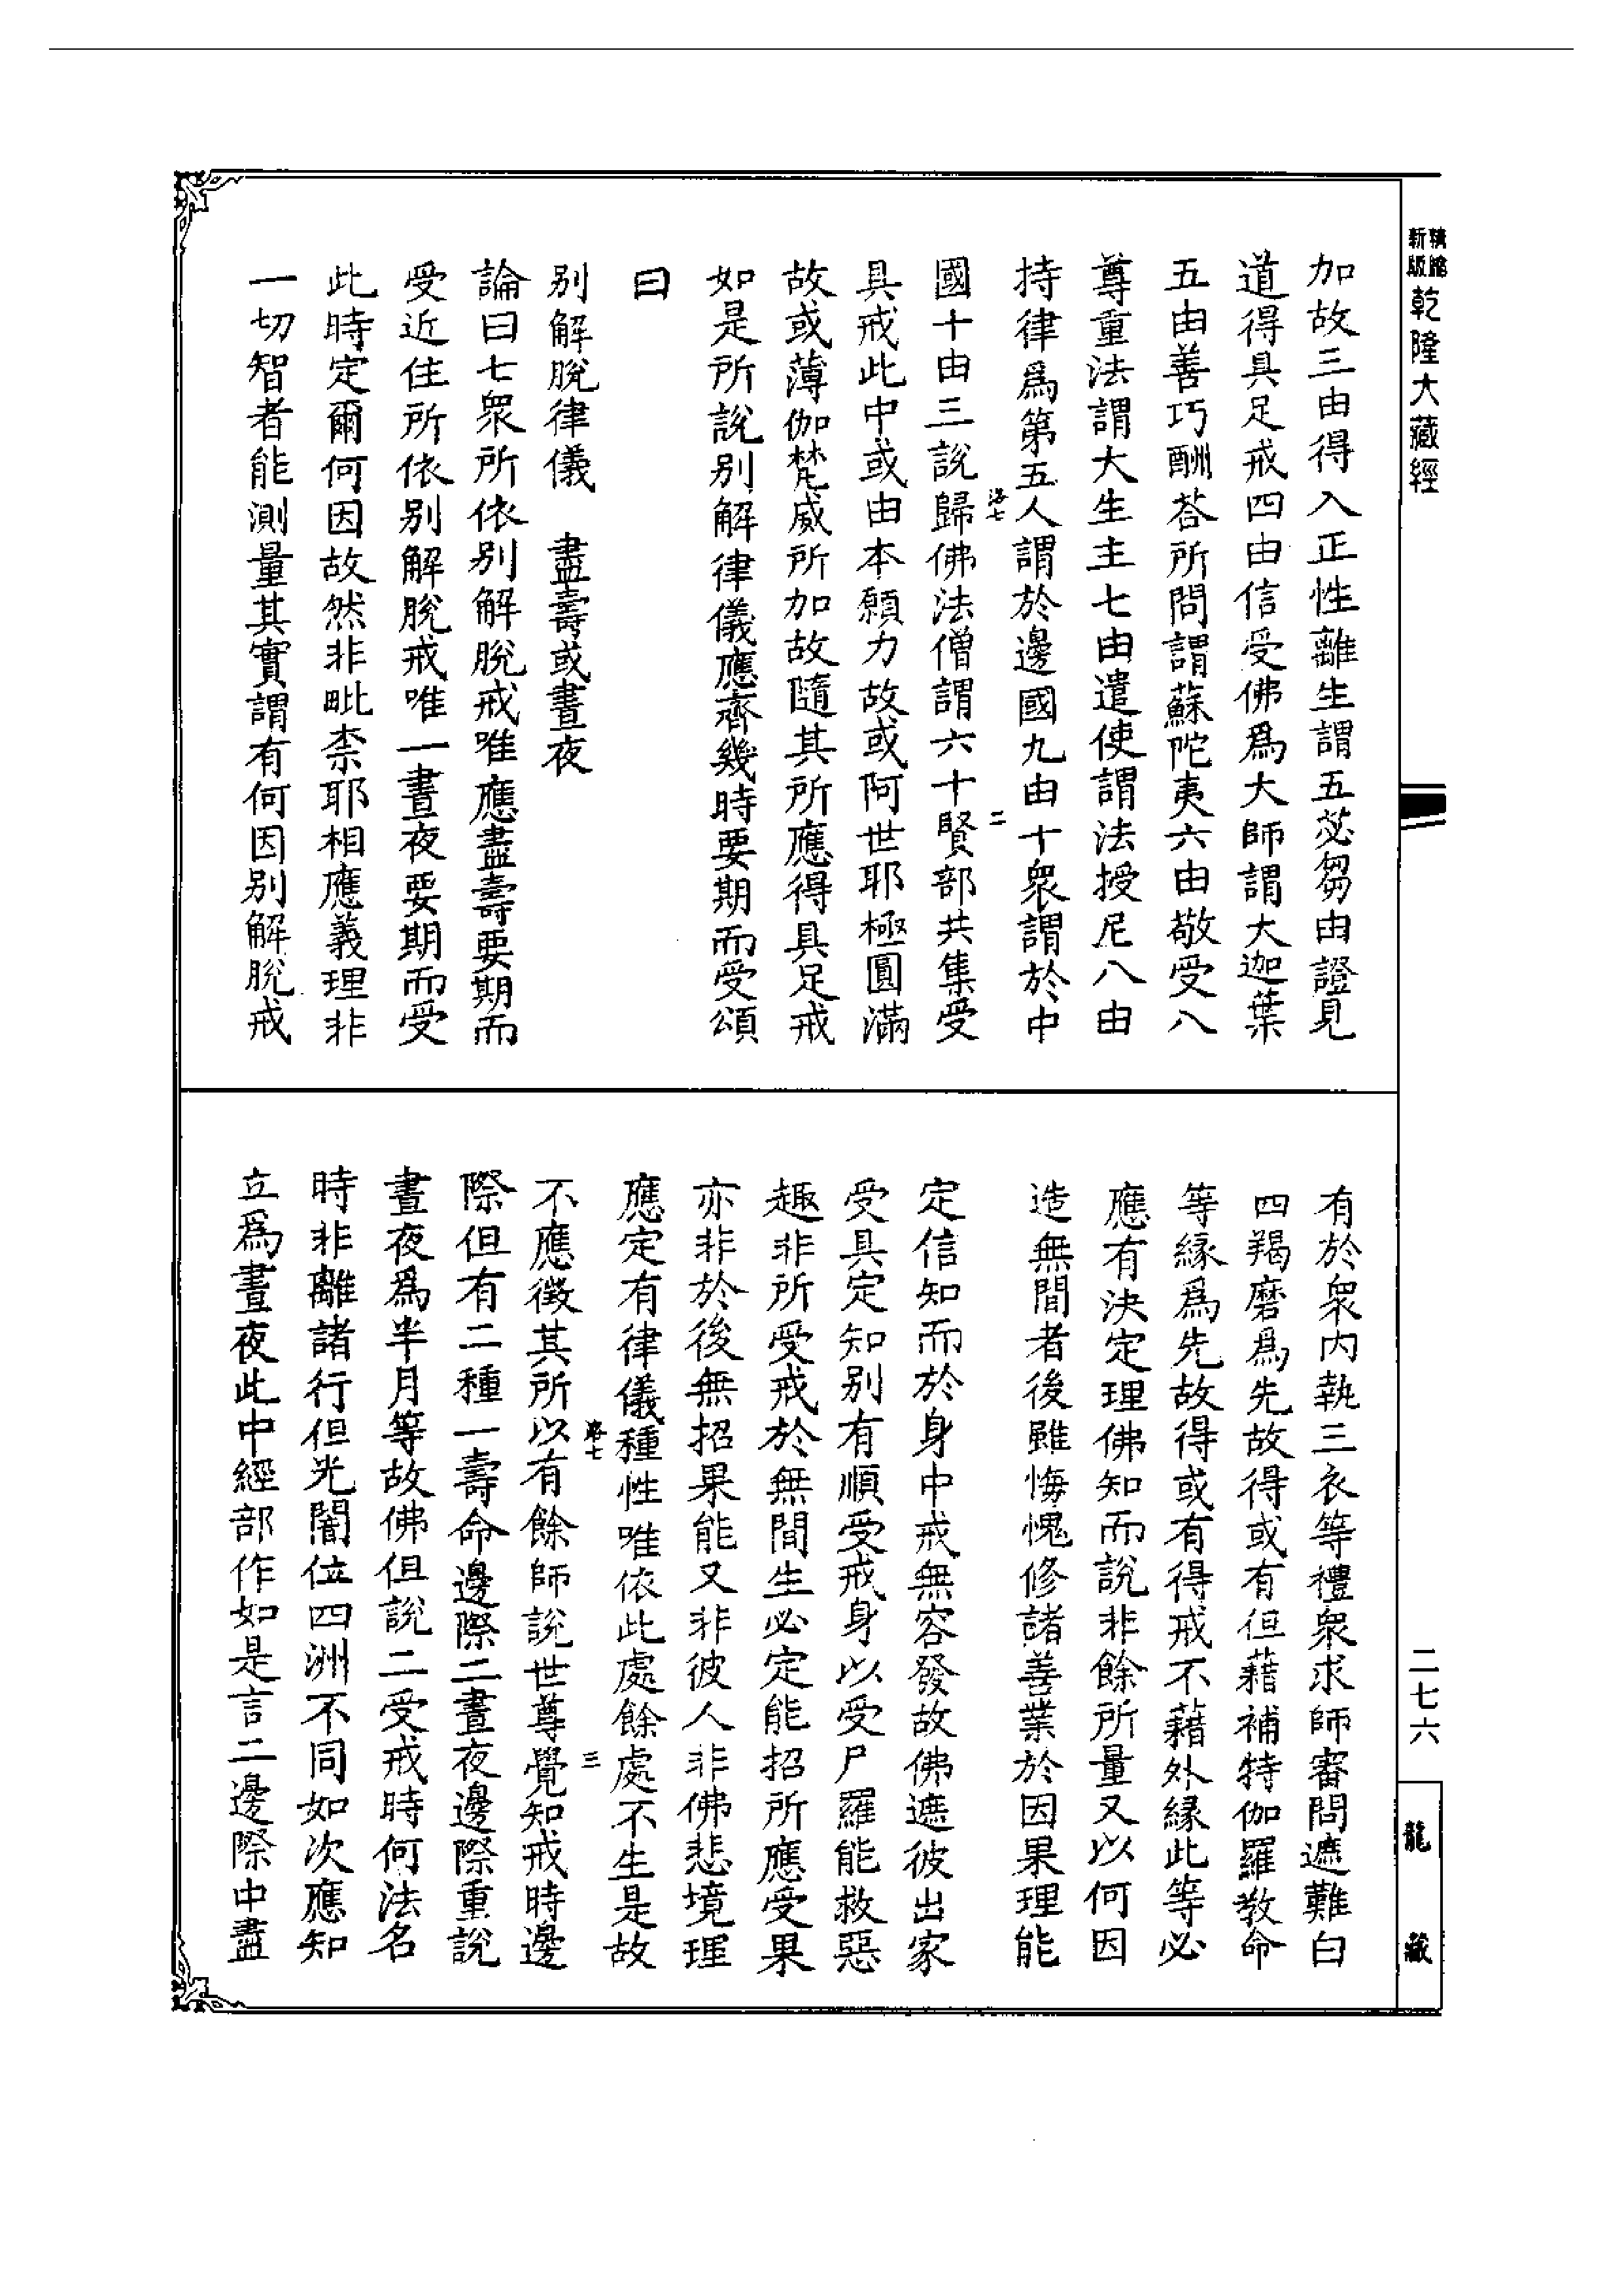 新版
乾隆大藏經
加故三由得入正性離生謂五苾芻由證見
道得具足戒四由信受佛爲大師謂大迦葉
五由善巧酬荅所問謂蘇陀夷六由敬受八
尊重法謂大生主七由遣使謂法授尼八由
持律爲第五人謂於邊國九由十衆謂於中
洛七
二
國十由三說歸佛法僧謂六十賢部共集受
具戒此中或由本願力故或阿世耶極圓滿
故或薄伽梵威所加故隨其所應得具足戒
如是所說别解律儀應齊幾時要期而受頌
曰
别解脫律儀　盡壽或晝夜
論曰七衆所依别解脫戒唯應盡壽要期而
受近住所依别解脫戒唯一晝夜要期而受
此時定爾何因故然非毗柰耶相應義理非
一切智者能測量其實謂有何因别解脫戒
有於衆内執三衣等禮衆求師審問遮難白
四羯磨爲先故得或有但藉補特伽羅敎命
等緣爲先故得或有得戒不藉外緣此等必
應有決定理佛知而說非餘所量又以何因
造無間者後雖悔愧修諸善業於因果理能
定信知而於身中戒無容發故佛遮彼出家
受具定知别有順受戒身以受尸羅能救惡
趣非所受戒於無間生必定能招所應受果
亦非於後無招果能又非彼人非佛悲境理
應定有律儀種性唯依此處餘處不生是故
洛七
三
不應徵其所以有餘師說世尊覺知戒時邊
際但有二種一壽命邊際二晝夜邊際重說
晝夜爲半月等故佛但說二受戒時何法名
時非離諸行但光闇位四洲不同如次應知
立爲晝夜此中經部作如是言二邊際中盡
二七六
龍藏